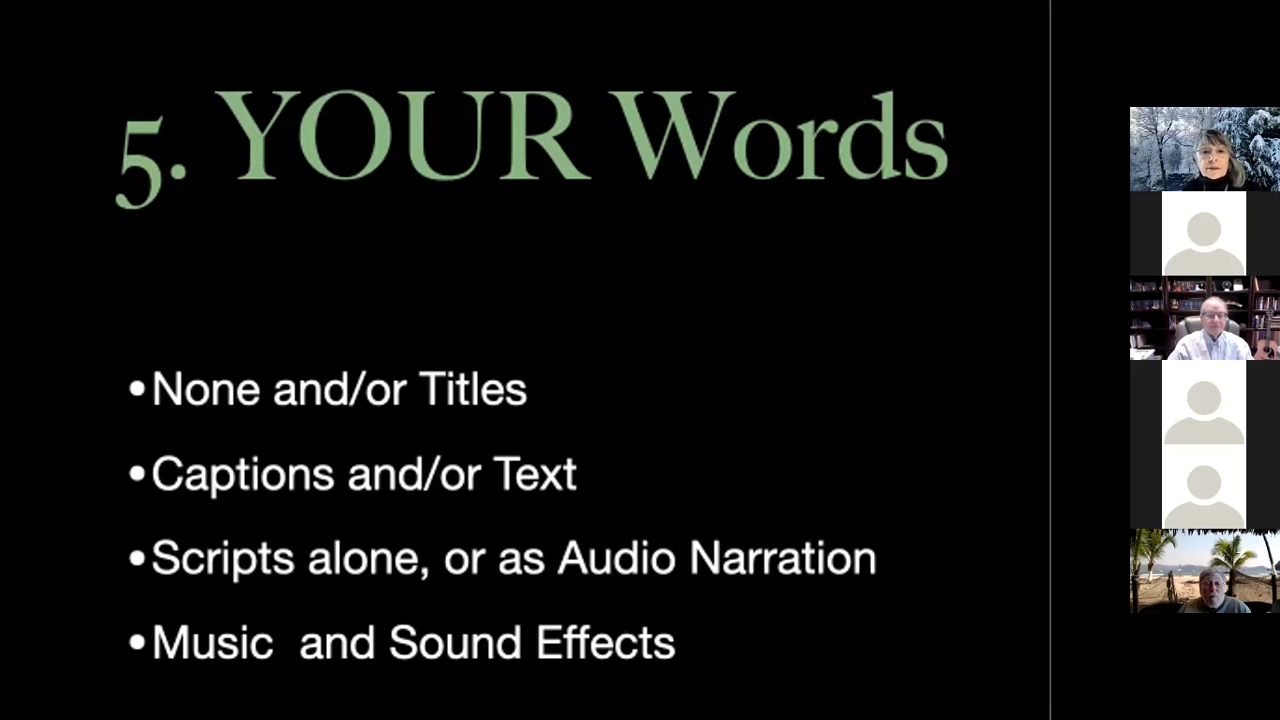 5. YOUR Words
•None and/or Titles
•Captions and/or Text
•Scripts alone, or as Audio Narration
•Music  and Sound Effects